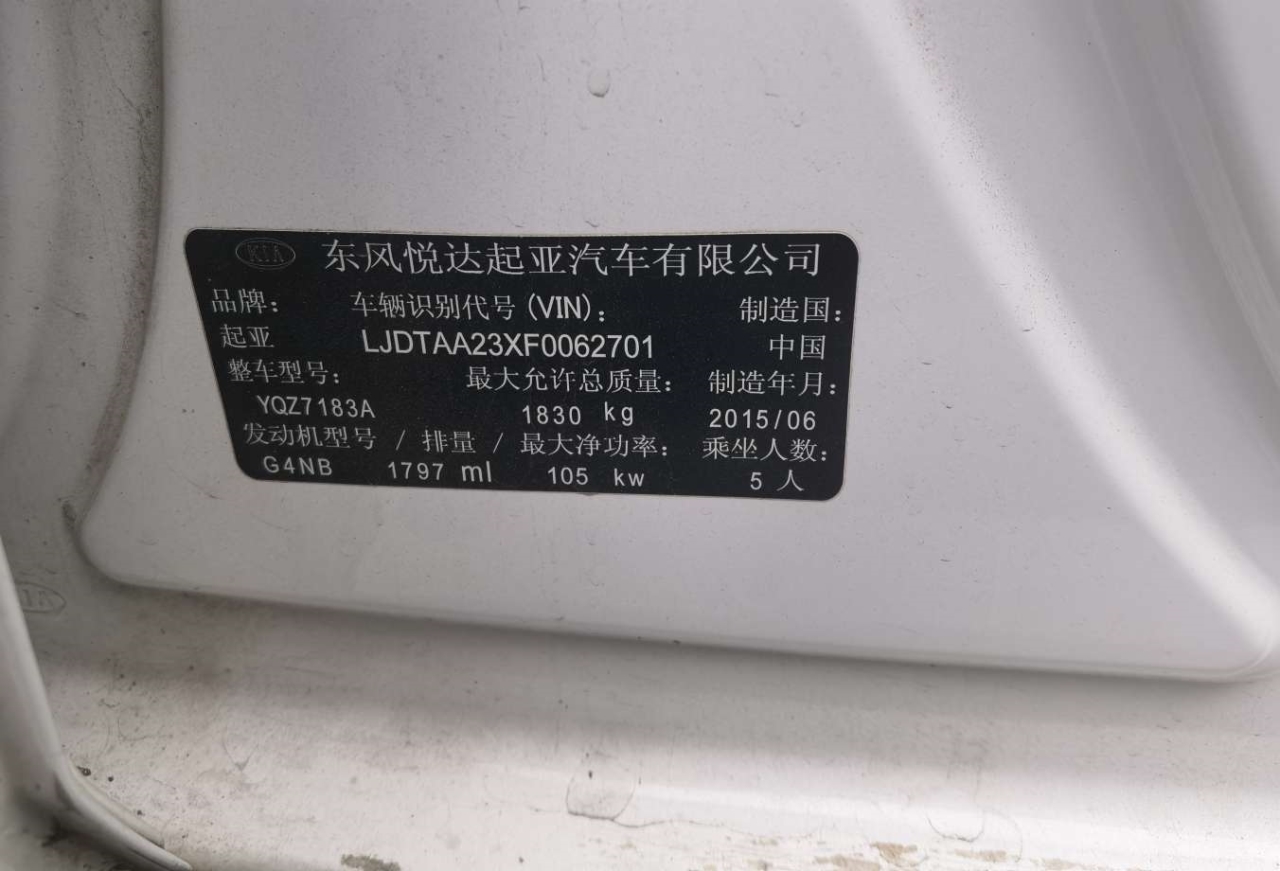 KIA 东风悦达起亚汽车有限公司
品牌: 车辆识别代号(VIN): 制造国:
起亚 LJDTAA23XF0062701 中国
整车型号: 最大允许总质量: 制造年月:
YQZ7183A 1830 kg 2015/06
发动机型号 / 排量 / 最大净功率: 乘坐人数:
G4NB 1797 ml 105 kw 5 人